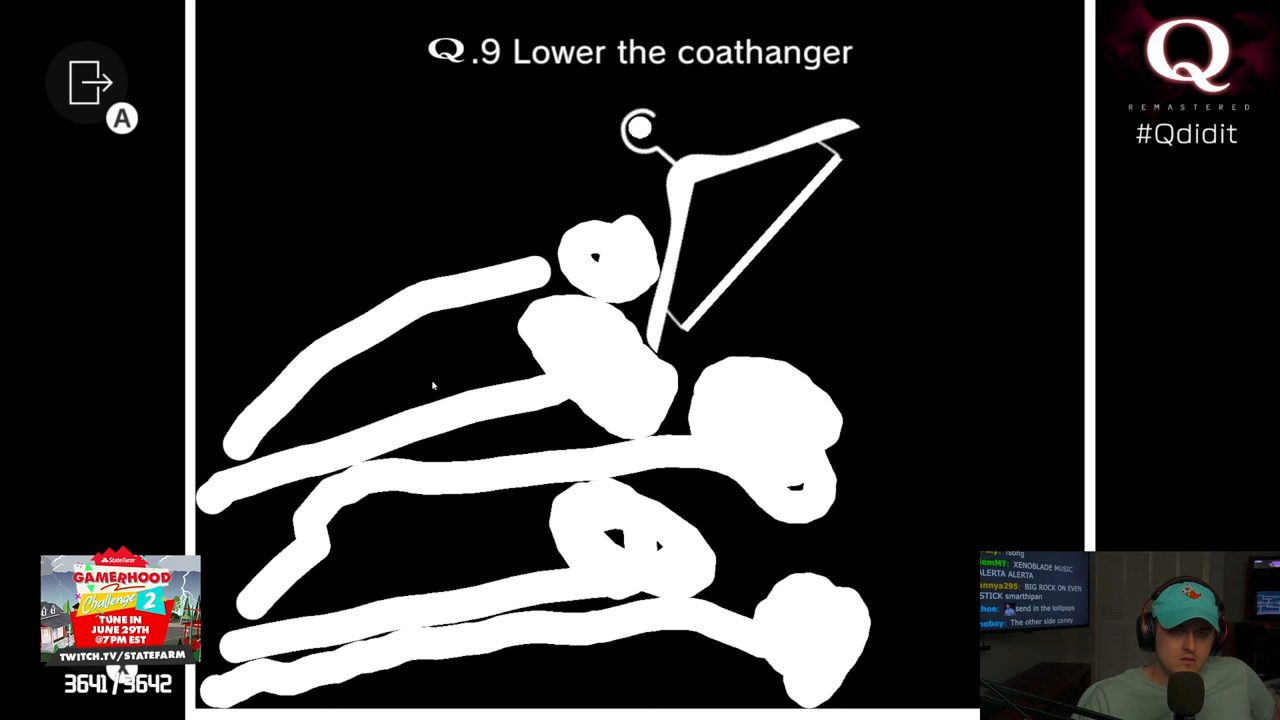 Q.9 Lower the coathanger
A
Q
REMASTERED
#Qdidit
StateFarm
GAMERHOOD
Challenge 2
TUNE IN
JUNE 29TH
@7PM EST
TWITCH.TV/STATEFARM
3641/3642
song
XENOBLADE MUSIC
ALERTA ALERTA
BIG ROCK ON EVEN
STICK smarthipan
send in the lollipops
The other side coney